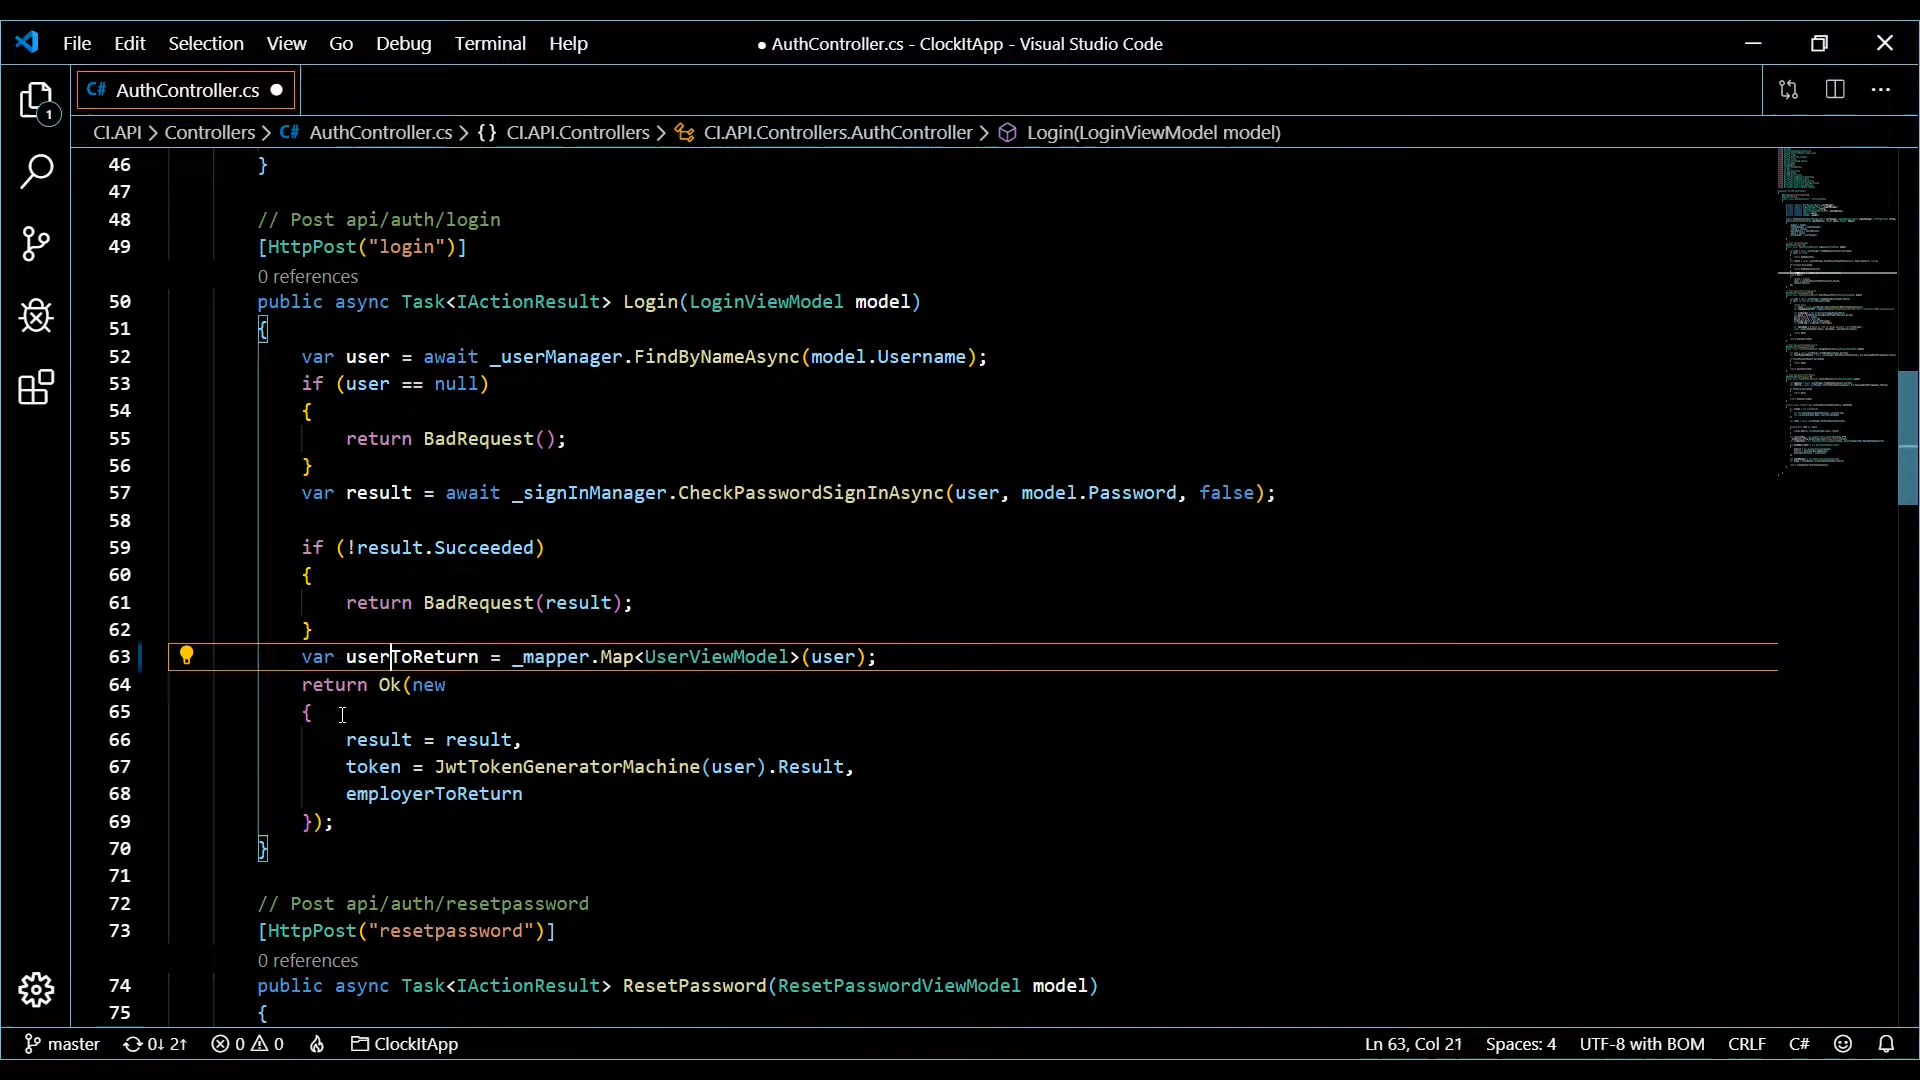 File Edit Selection View Go Debug Terminal Help ● AuthController.cs - ClockItApp - Visual Studio Code
C# AuthController.cs
1
CI.API > Controllers > C# AuthController.cs > {} CI.API.Controllers > CI.API.Controllers.AuthController > Login(LoginViewModel model)
46 }
47
48 // Post api/auth/login
49 [HttpPost("login")]
0 references
50 public async Task<IActionResult> Login(LoginViewModel model)
51 {
52 var user = await _userManager.FindByNameAsync(model.Username);
53 if (user == null)
54 {
55 return BadRequest();
56 }
57 var result = await _signInManager.CheckPasswordSignInAsync(user, model.Password, false);
58
59 if (!result.Succeeded)
60 {
61 return BadRequest(result);
62 }
63 var userToReturn = _mapper.Map<UserViewModel>(user);
64 return Ok(new
65 {
66 result = result,
67 token = JwtTokenGeneratorMachine(user).Result,
68 employerToReturn
69 });
70 }
71
72 // Post api/auth/resetpassword
73 [HttpPost("resetpassword")]
0 references
74 public async Task<IActionResult> ResetPassword(ResetPasswordViewModel model)
75 {
master 0↓ 2↑ 0 0 ClockItApp Ln 63, Col 21 Spaces: 4 UTF-8 with BOM CRLF C#